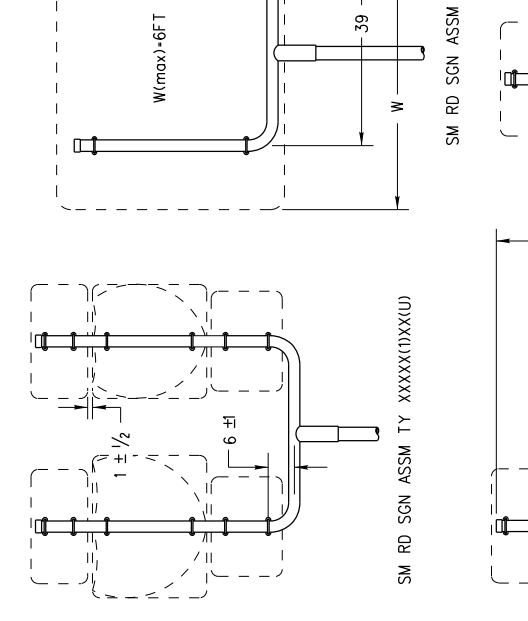 W(max)=6FT
39
W
SM RD SGN ASSM
1 ± 1/2
6 ±1
SM RD SGN ASSM TY XXXXX(1)XX(U)